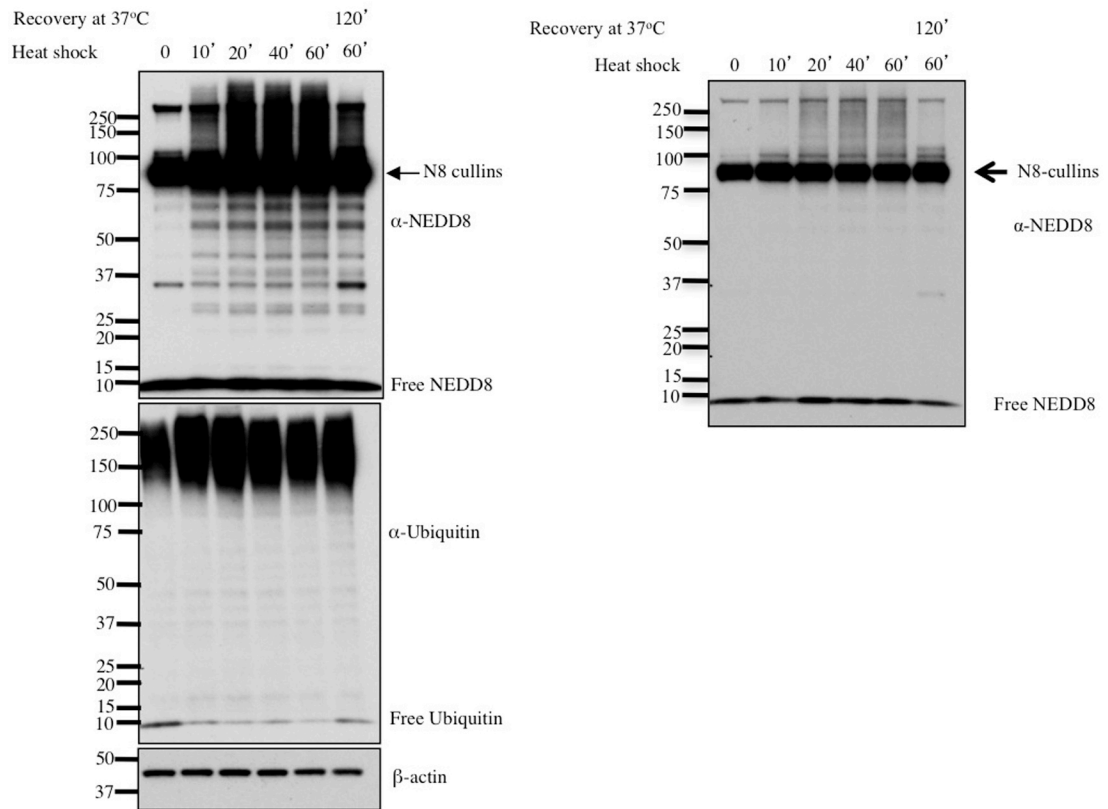 Recovery at 37°C 120’
Heat shock 0 10’ 20’ 40’ 60’ 60’
250
150
100
N8 cullins
75
α-NEDD8
50
37
25
20
15
10
Free NEDD8
250
150
100
α-Ubiquitin
75
50
37
25
20
15
10
Free Ubiquitin
50
β-actin
37
Recovery at 37°C 120’
Heat shock 0 10’ 20’ 40’ 60’ 60’
250
150
100
N8-cullins
75
α-NEDD8
50
37
25
20
15
10
Free NEDD8